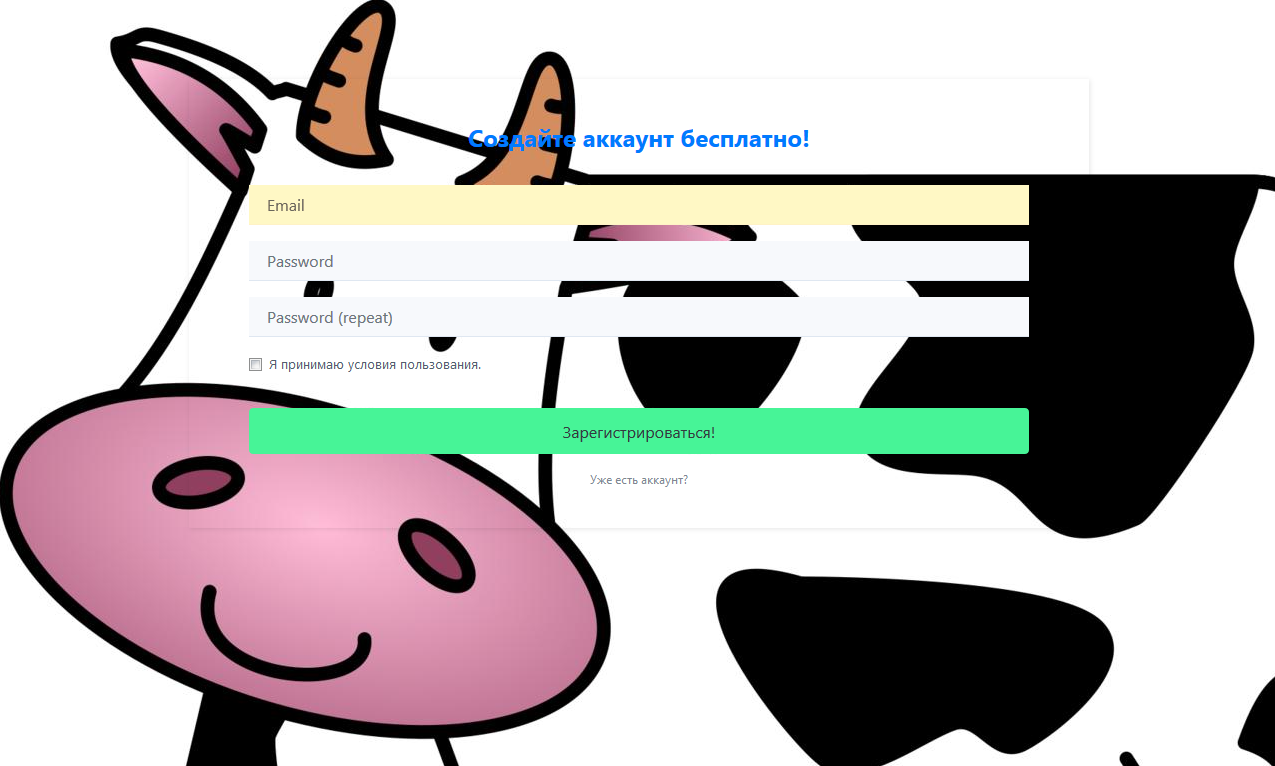 Создайте аккаунт бесплатно!
Email
Password
Password (repeat)
Я принимаю условия пользования.
Зарегистрироваться!
Уже есть аккаунт?